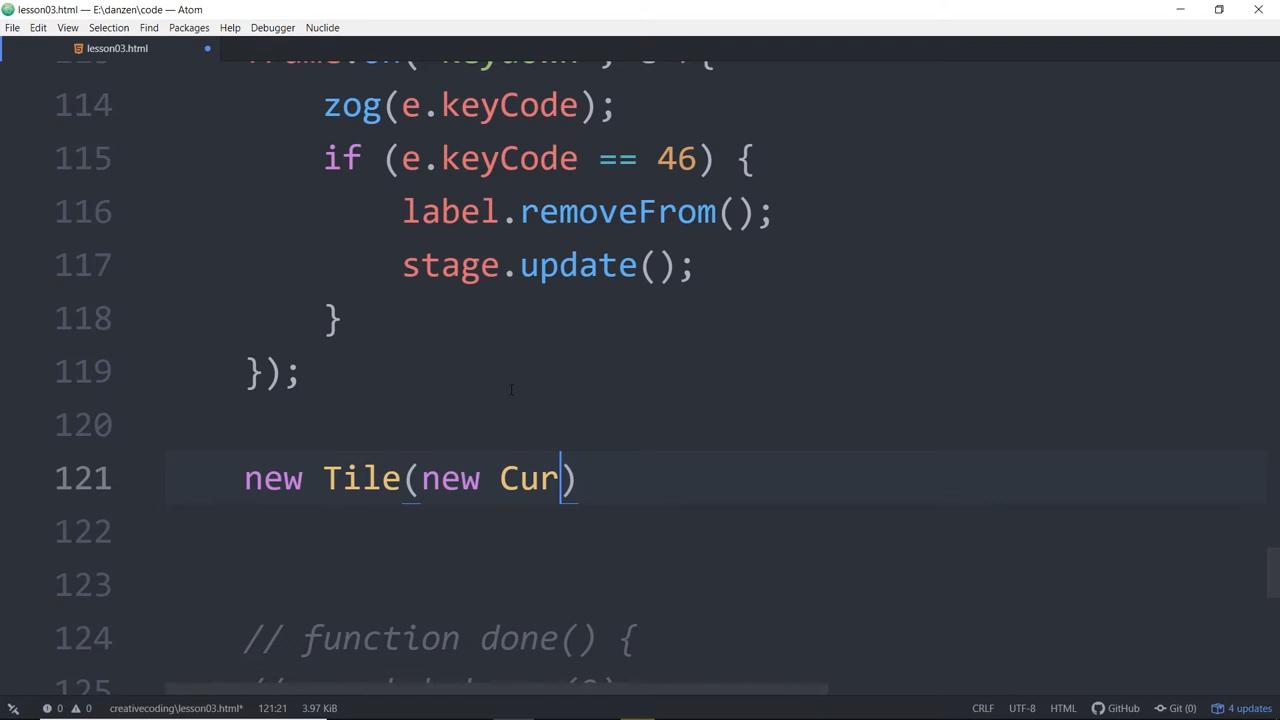 lesson03.html — E:\danzen\code — Atom
File Edit View Selection Find Packages Help Debugger Nuclide
lesson03.html
114 zog(e.keyCode);
115 if (e.keyCode == 46) {
116 label.removeFrom();
117 stage.update();
118 }
119 });
120
121 new Tile(new Cur)
122
123
124 // function done() {
125
0 0 creativecoding\lesson03.html* 121:21 3.97 KiB CRLF UTF-8 HTML GitHub Git (0) 4 updates